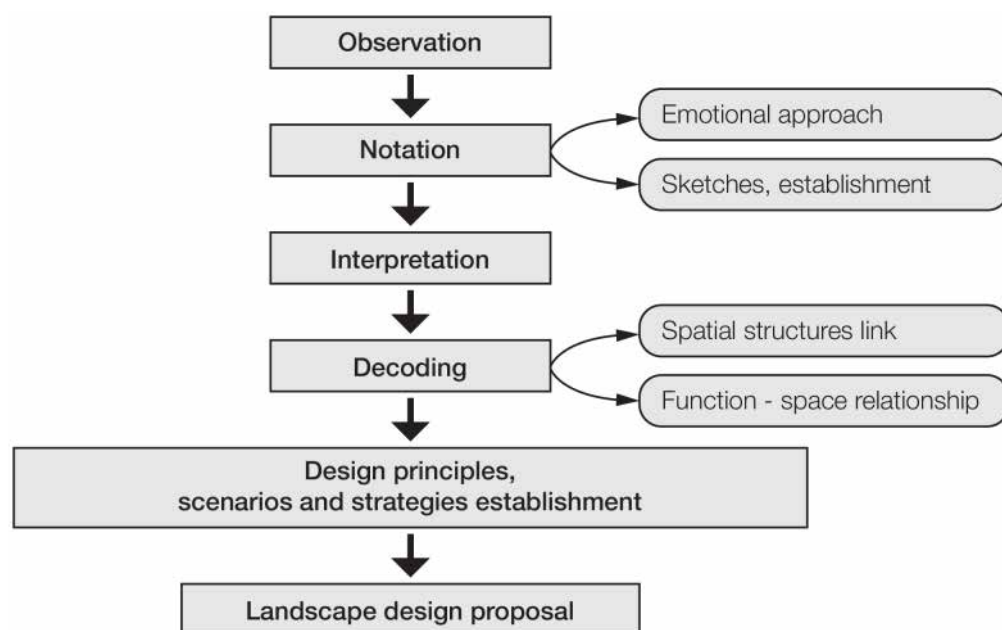 Observation
Notation
Emotional approach
Sketches, establishment
Interpretation
Decoding
Spatial structures link
Function - space relationship
Design principles,
scenarios and strategies establishment
Landscape design proposal